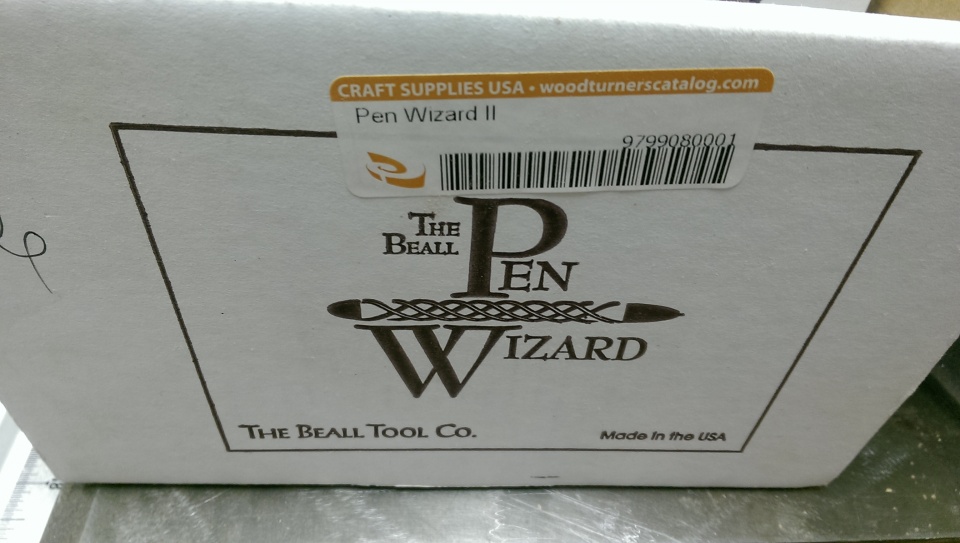 CRAFT SUPPLIES USA • woodturnerscatalog.com
Pen Wizard II
9799080001
THE BEALL
PEN
WIZARD
THE BEALL TOOL CO.
Made in the USA